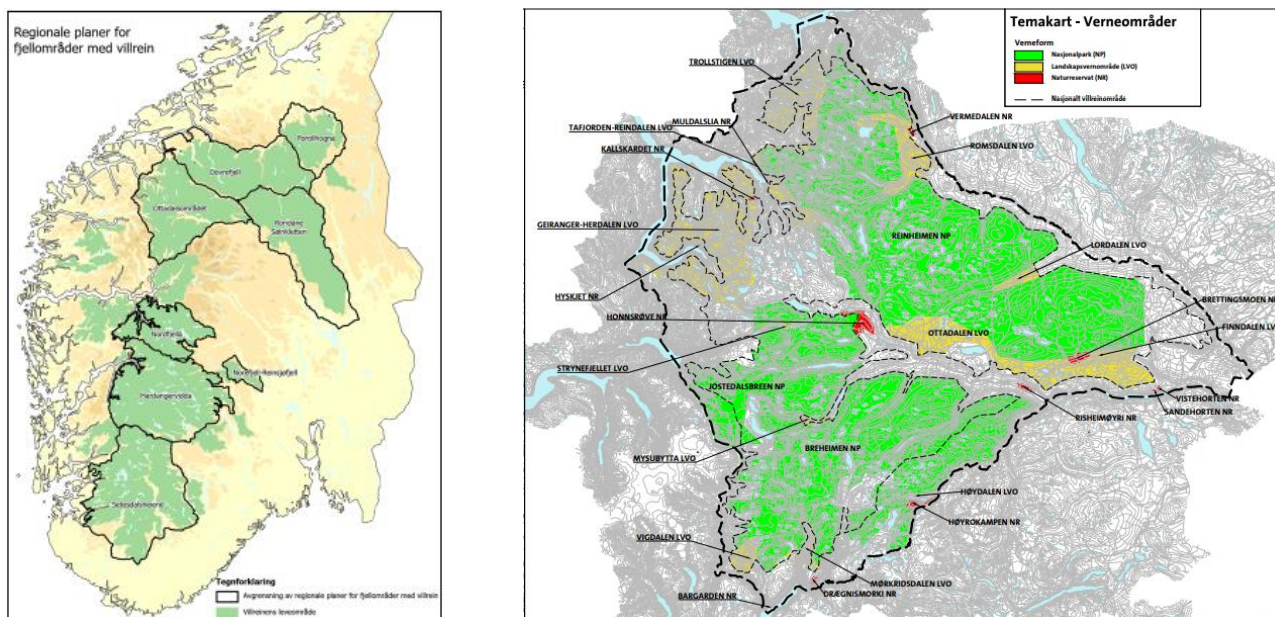 Regionale planer for
fjellområder med villrein
Forollhogna
Dovrefjell
Ottadalsområdet
Rondane
Sølnkletten
Nordfjella
Norefjell-Reinsjøfjell
Hardangervidda
Setesdalsheiene
Tegnforklaring
Avgrensning av regionale planer for fjellområder med villrein
Villreinens leveområde
Temakart - Verneområder
Verneform
Nasjonalpark (NP)
Landskapsvernområde (LVO)
Naturreservat (NR)
Nasjonalt villreinområde
TROLLSTIGEN LVO
MULDALSLIA NR
TAFJORDEN-REINDALEN LVO
KALLSKARDET NR
VERMEDALEN NR
ROMSDALEN LVO
GEIRANGER-HERDALEN LVO
REINHEIMEN NP
LORDALEN LVO
HYSKJET NR
BRETTINGSMOEN NR
HONNSRØVE NR
OTTADALEN LVO
FINNDALEN LVO
STRYNEFJELLET LVO
JOSTEDALSBREEN NP
VISTEHORTEN NR
SANDEHORTEN NR
RISHEIMØYRI NR
MYSUBYTTA LVO
BREHEIMEN NP
HØYDALEN LVO
HØYROKAMPEN NR
VIGDALEN LVO
MØRKRIDSDALEN LVO
DRÆGNISMORKI NR
BARGARDEN NR